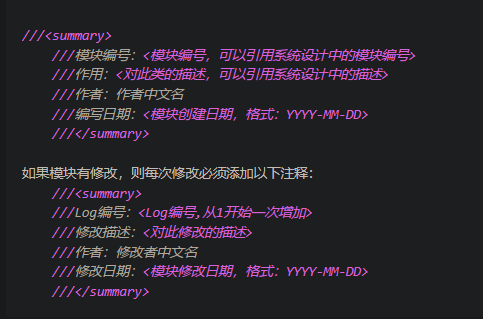 ///<summary>
///模块编号：<模块编号，可以引用系统设计中的模块编号>
///作用：<对此类的描述，可以引用系统设计中的描述>
///作者：作者中文名
///编写日期：<模块创建日期，格式：YYYY-MM-DD>
///</summary>
如果模块有修改，则每次修改必须添加以下注释：
///<summary>
///Log编号：<Log编号,从1开始一次增加>
///修改描述：<对此修改的描述>
///作者：修改者中文名
///修改日期：<模块修改日期，格式：YYYY-MM-DD>
///</summary>